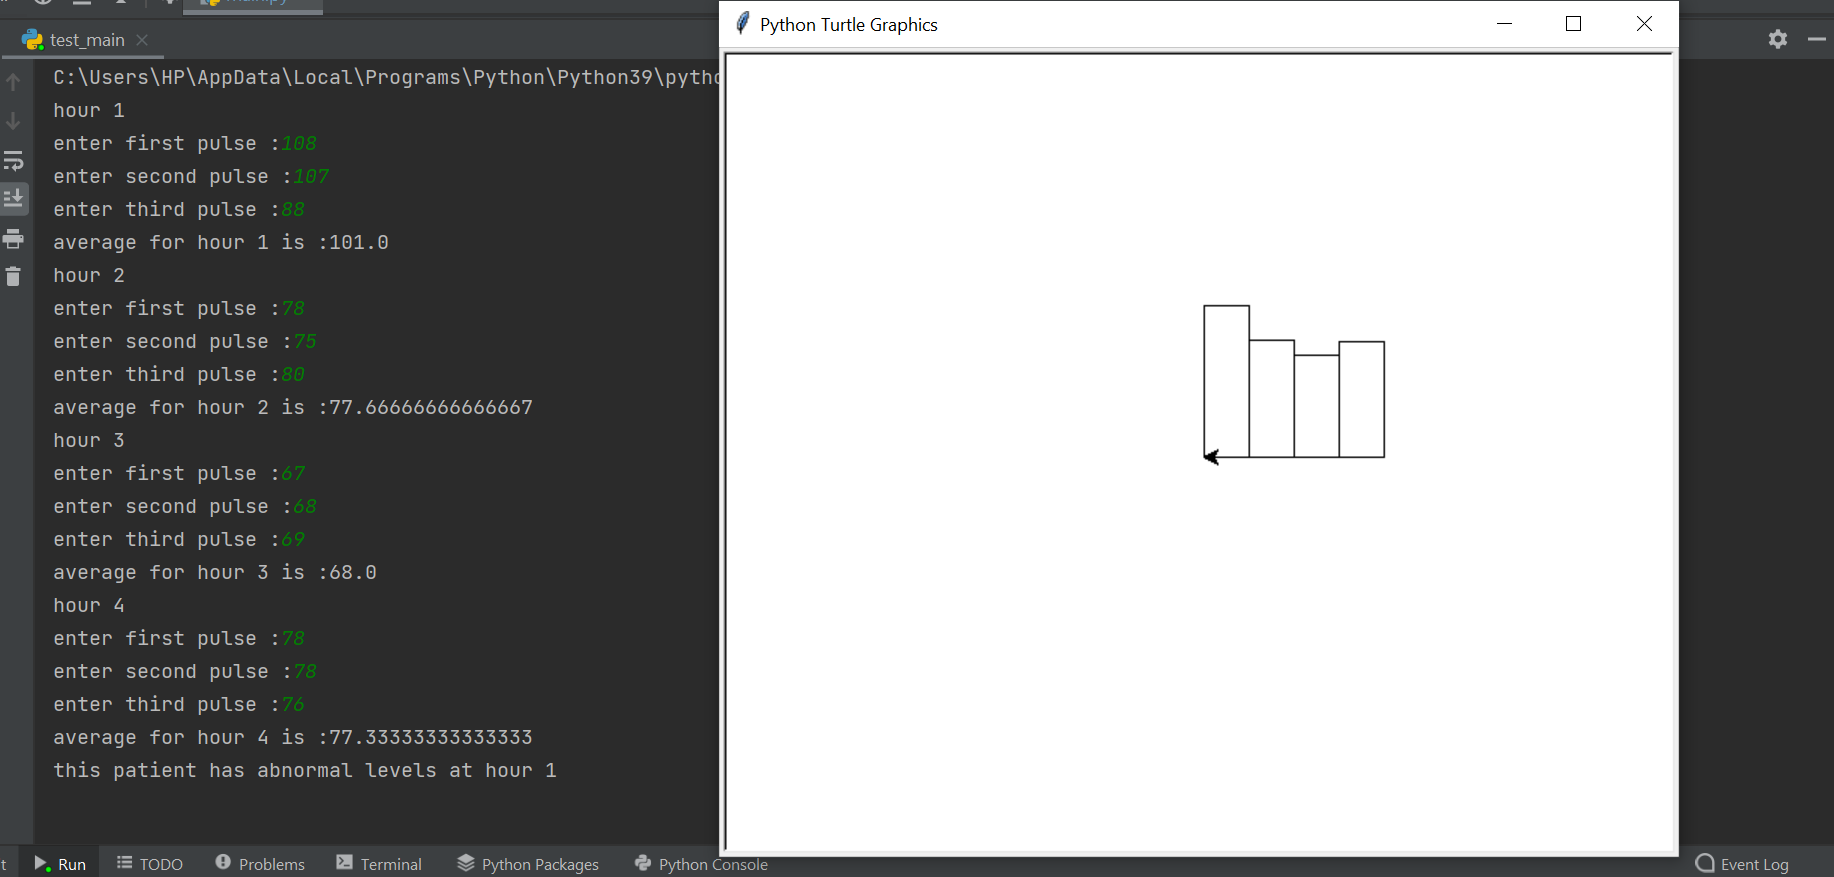 test_main
Python Turtle Graphics
C:\Users\HP\AppData\Local\Programs\Python\Python39\pytho
hour 1
enter first pulse :108
enter second pulse :107
enter third pulse :88
average for hour 1 is :101.0
hour 2
enter first pulse :78
enter second pulse :75
enter third pulse :80
average for hour 2 is :77.66666666666667
hour 3
enter first pulse :67
enter second pulse :68
enter third pulse :69
average for hour 3 is :68.0
hour 4
enter first pulse :78
enter second pulse :78
enter third pulse :76
average for hour 4 is :77.33333333333333
this patient has abnormal levels at hour 1
t Run TODO Problems Terminal Python Packages Python Console Event Log